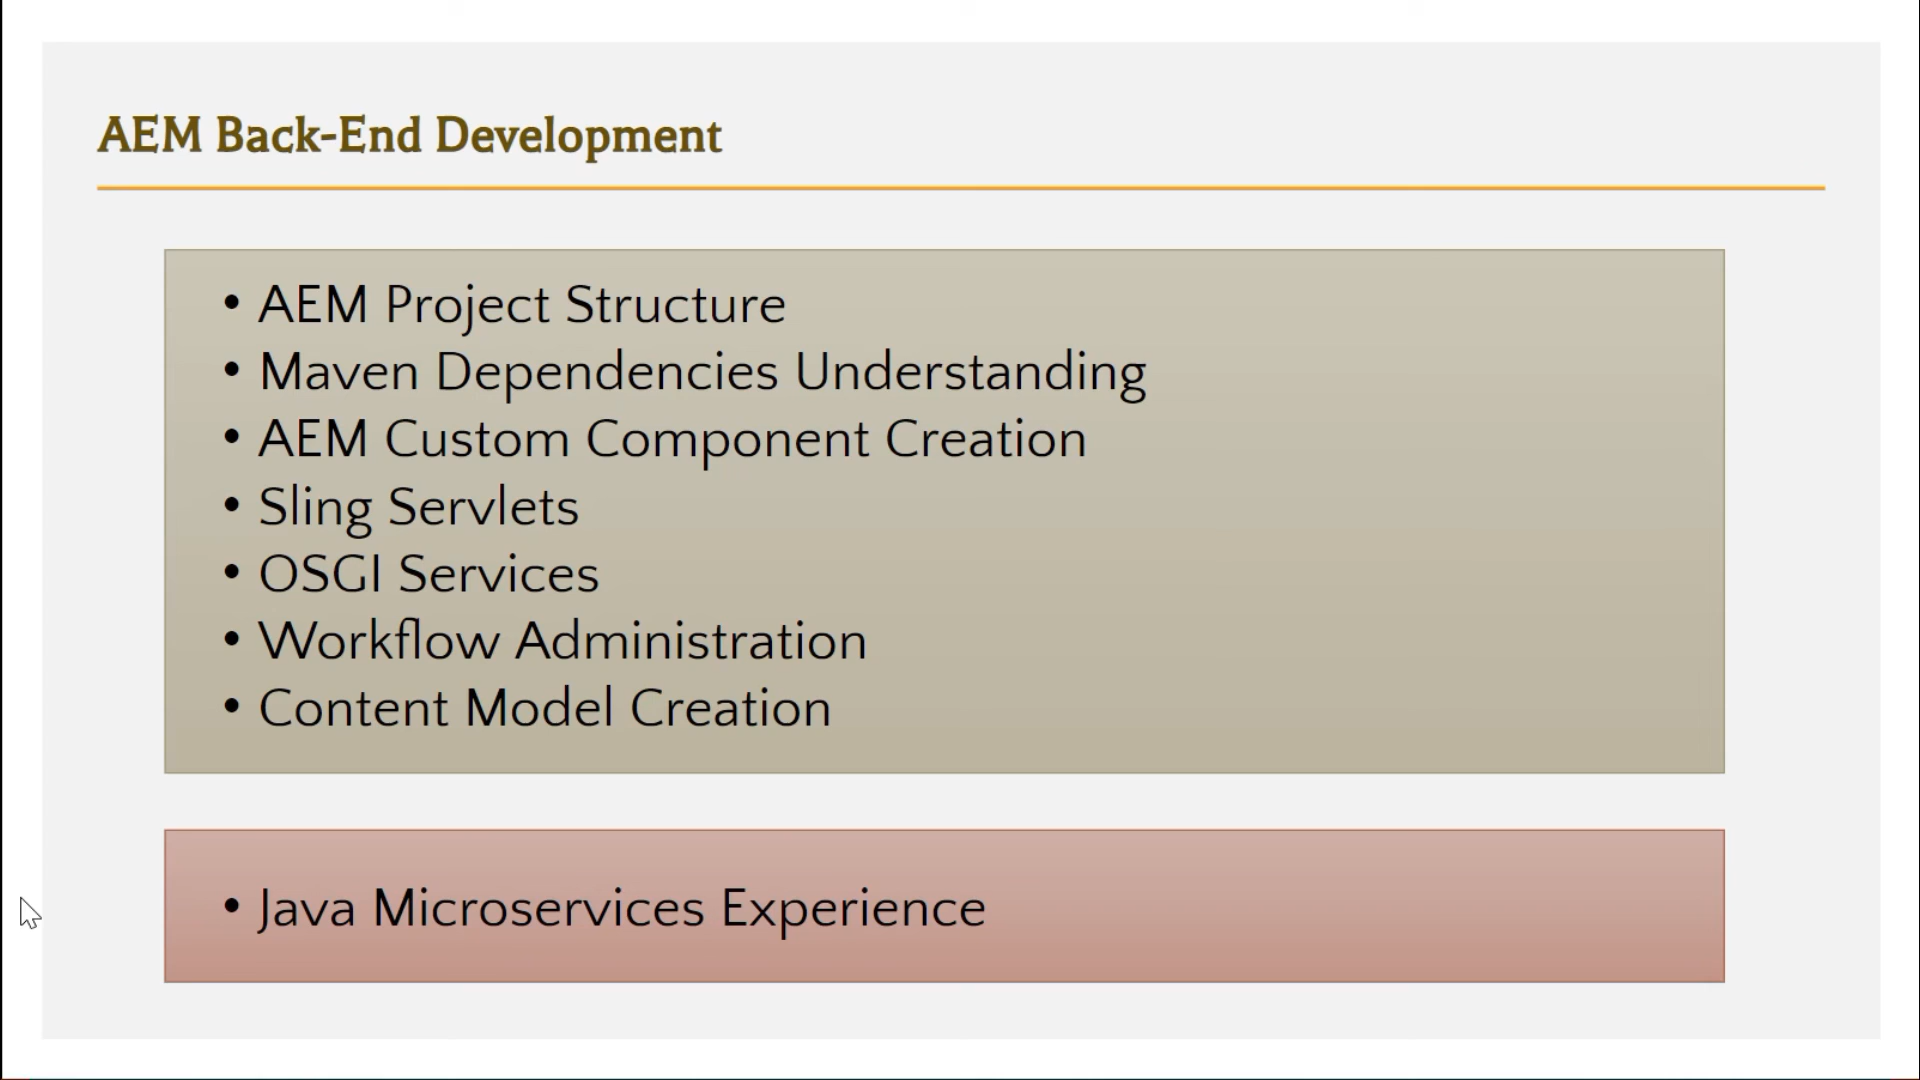 AEM Back-End Development
• AEM Project Structure
• Maven Dependencies Understanding
• AEM Custom Component Creation
• Sling Servlets
• OSGI Services
• Workflow Administration
• Content Model Creation
• Java Microservices Experience